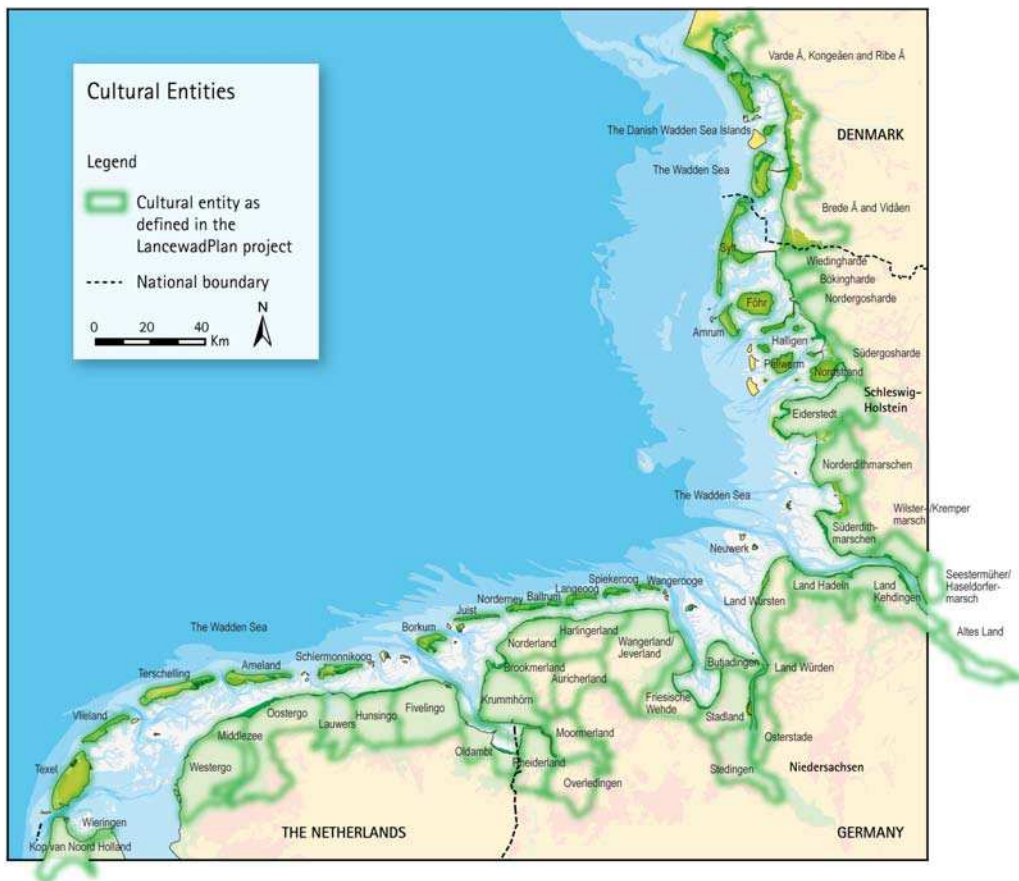 Cultural Entities
Legend
Cultural entity as
defined in the
LancewadPlan project
National boundary
N
0 20 40
Km
Varde Å, Kongeåen and Ribe Å
The Danish Wadden Sea Islands
DENMARK
The Wadden Sea
Brede Å and Vidåen
Sylt
Wiedingharde
Bökingharde
Nordergosharde
Föhr
Amrum
Halligen
Südergosharde
Pellworm
Nordstrand
Schleswig-
Holstein
Eiderstedt
Norderdithmarschen
The Wadden Sea
Wilster-/Kremper
marsch
Süderdith-
marschen
Neuwerk
Seestermüher/
Haseldorfer-
marsch
Land Hadeln
Land
Kehdingen
Land Wursten
Altes Land
Wangerooge
Spiekeroog
Langeoog
Baltrum
Norderney
Juist
Borkum
The Wadden Sea
Schiermonnikoog
Ameland
Terschelling
Vlieland
Texel
Norderland
Harlingerland
Wangerland/
Jeverland
Butjadingen
Land Würden
Brookmerland
Auricherland
Krummhörn
Friesische
Wehde
Stadland
Fivelingo
Hunsingo
Lauwers
Oostergo
Middlezee
Westergo
Moormerland
Osterstade
Oldambt
Rheiderland
Overledingen
Stedingen
Niedersachsen
Wieringen
Kop van Noord Holland
THE NETHERLANDS
GERMANY